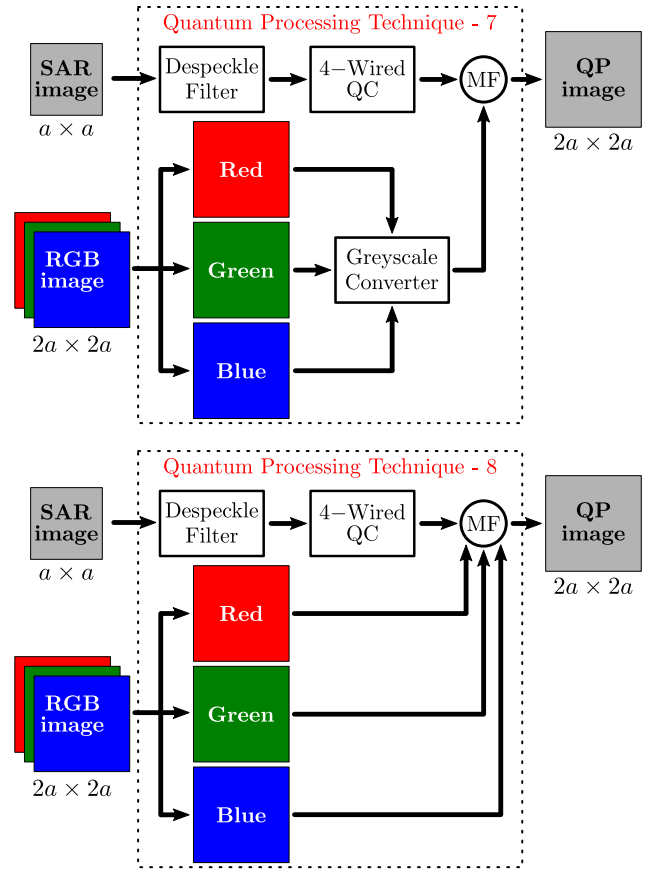 Quantum Processing Technique - 7
SAR
image
a × a
Despeckle
Filter
4−Wired
QC
MF
QP
image
2a × 2a
Red
RGB
image
2a × 2a
Green
Greyscale
Converter
Blue
Quantum Processing Technique - 8
SAR
image
a × a
Despeckle
Filter
4−Wired
QC
MF
QP
image
2a × 2a
Red
RGB
image
2a × 2a
Green
Blue